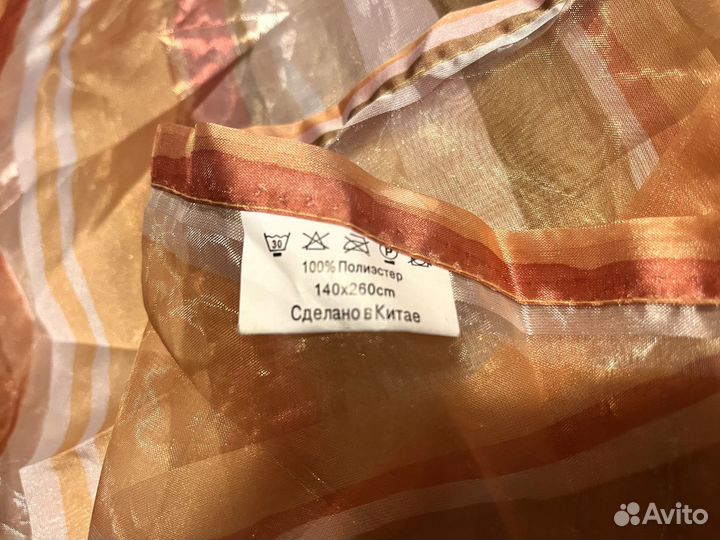 30
P
100% Полиэстер
140x260cm
Сделано в Китае
Avito